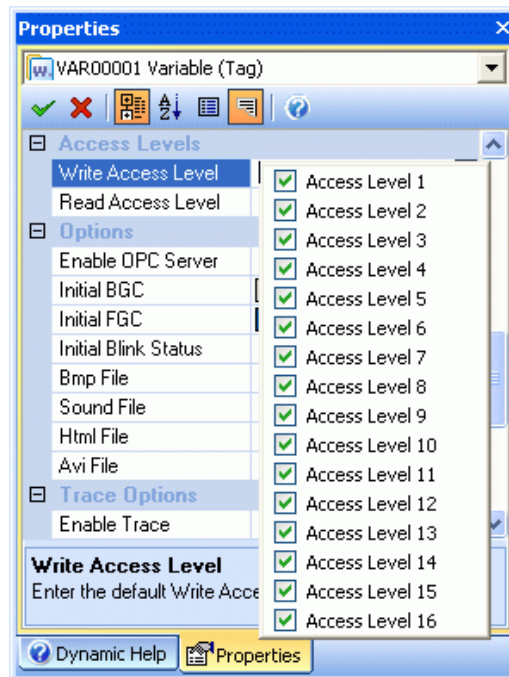 Properties
VAR00001 Variable (Tag)
Access Levels
Write Access Level
Read Access Level
Options
Enable OPC Server
Initial BGC
Initial FGC
Initial Blink Status
Bmp File
Sound File
Html File
Avi File
Trace Options
Enable Trace
Access Level 1
Access Level 2
Access Level 3
Access Level 4
Access Level 5
Access Level 6
Access Level 7
Access Level 8
Access Level 9
Access Level 10
Access Level 11
Access Level 12
Access Level 13
Access Level 14
Access Level 15
Access Level 16
Write Access Level
Enter the default Write Acce
Dynamic Help
Properties